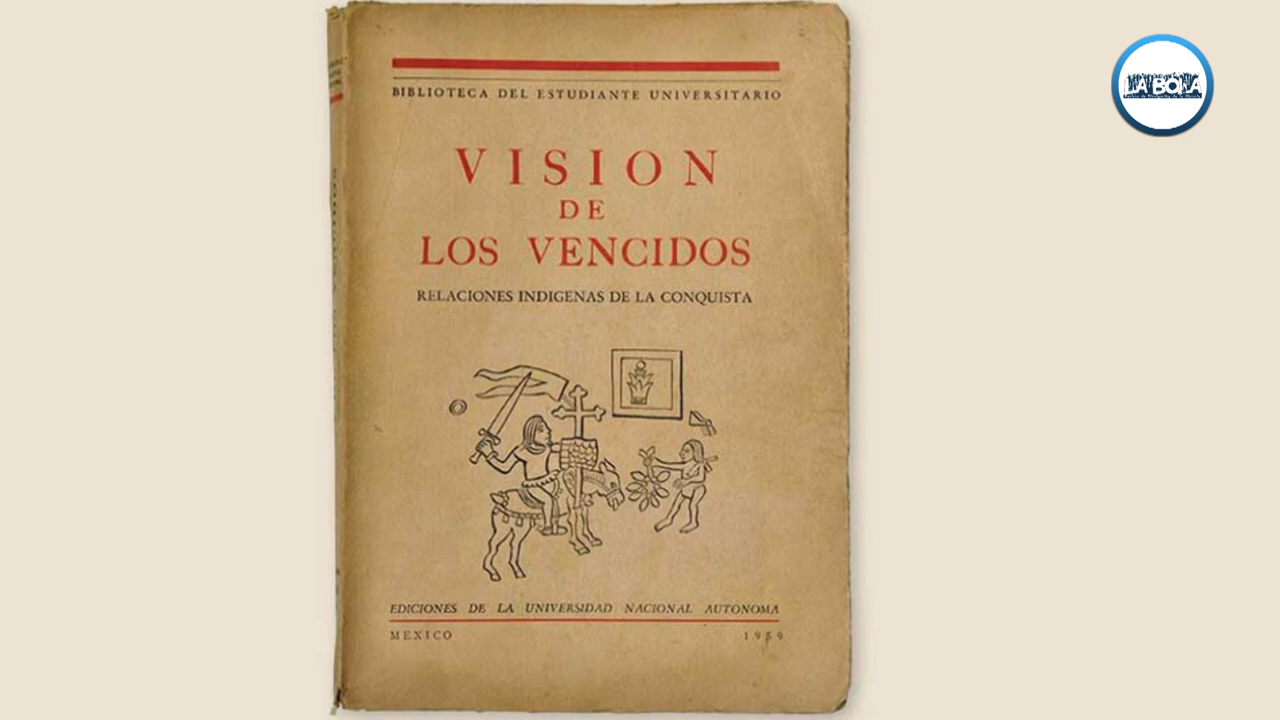 BIBLIOTECA DEL ESTUDIANTE UNIVERSITARIO
VISION
DE
LOS VENCIDOS
RELACIONES INDIGENAS DE LA CONQUISTA
EDICIONES DE LA UNIVERSIDAD NACIONAL AUTONOMA
MEXICO 1959
LA BOLA